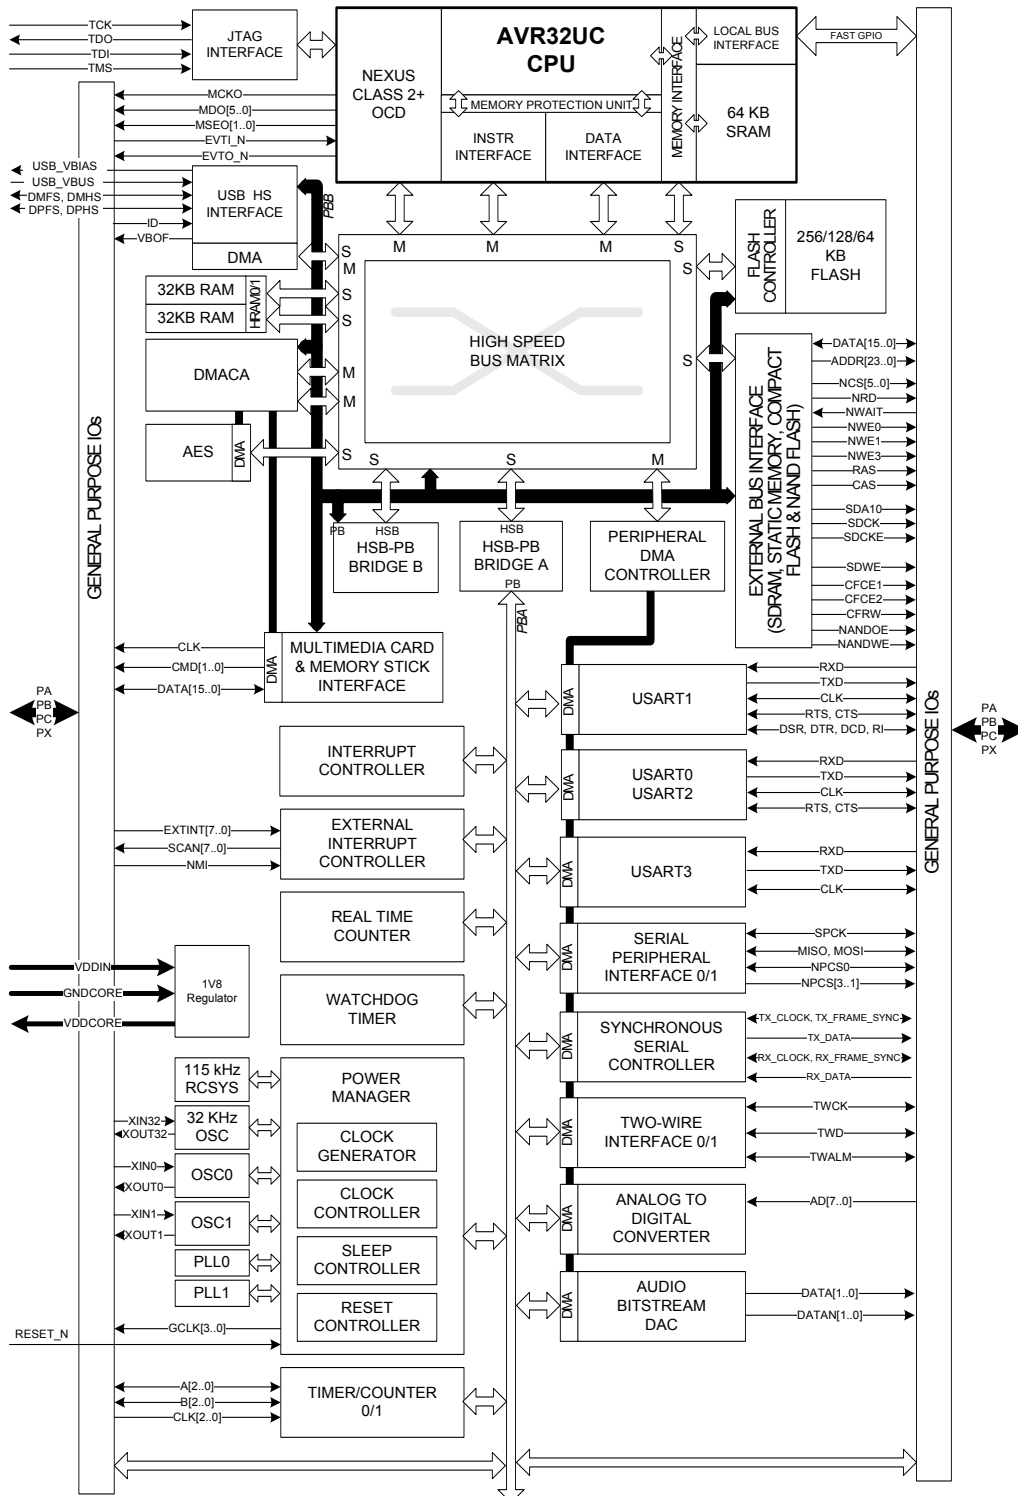 TCK
TDO
TDI
TMS
JTAG
INTERFACE
AVR32UC
CPU
NEXUS
CLASS 2+
OCD
MEMORY PROTECTION UNIT
INSTR
INTERFACE
DATA
INTERFACE
MEMORY INTERFACE
LOCAL BUS
INTERFACE
64 KB
SRAM
FAST GPIO
MCKO
MDO[5..0]
MSEO[1..0]
EVTI_N
EVTO_N
USB_VBIAS
USB_VBUS
DMFS, DMHS
DPFS, DPHS
ID
VBOF
USB HS
INTERFACE
DMA
PBB
M
M
M
S
S
M
S
S
M
M
S
S
S
S
S
M
HIGH SPEED
BUS MATRIX
32KB RAM
32KB RAM
HRAM0/1
DMACA
AES
DMA
FLASH
CONTROLLER
256/128/64
KB
FLASH
EXTERNAL BUS INTERFACE
(SDRAM, STATIC MEMORY, COMPACT
FLASH & NAND FLASH)
DATA[15..0]
ADDR[23..0]
NCS[5..0]
NRD
NWAIT
NWE0
NWE1
NWE3
RAS
CAS
SDA10
SDCK
SDCKE
SDWE
CFCE1
CFCE2
CFRW
NANDOE
NANDWE
GENERAL PURPOSE IOs
GENERAL PURPOSE IOs
PB
HSB
HSB-PB
BRIDGE B
HSB
HSB-PB
BRIDGE A
PB
PBA
PERIPHERAL
DMA
CONTROLLER
CLK
CMD[1..0]
DATA[15..0]
DMA
MULTIMEDIA CARD
& MEMORY STICK
INTERFACE
PA
PB
PC
PX
PA
PB
PC
PX
DMA
USART1
RXD
TXD
CLK
RTS, CTS
DSR, DTR, DCD, RI
INTERRUPT
CONTROLLER
DMA
USART0
USART2
RXD
TXD
CLK
RTS, CTS
EXTINT[7..0]
SCAN[7..0]
NMI
EXTERNAL
INTERRUPT
CONTROLLER
DMA
USART3
RXD
TXD
CLK
REAL TIME
COUNTER
DMA
SERIAL
PERIPHERAL
INTERFACE 0/1
SPCK
MISO, MOSI
NPCS0
NPCS[3..1]
VDDIN
GNDCORE
VDDCORE
1V8
Regulator
WATCHDOG
TIMER
DMA
SYNCHRONOUS
SERIAL
CONTROLLER
TX_CLOCK, TX_FRAME_SYNC
TX_DATA
RX_CLOCK, RX_FRAME_SYNC
RX_DATA
115 kHz
RCSYS
XIN32
XOUT32
32 KHz
OSC
XIN0
XOUT0
OSC0
XIN1
XOUT1
OSC1
PLL0
PLL1
GCLK[3..0]
RESET_N
POWER
MANAGER
CLOCK
GENERATOR
CLOCK
CONTROLLER
SLEEP
CONTROLLER
RESET
CONTROLLER
DMA
TWO-WIRE
INTERFACE 0/1
TWCK
TWD
TWALM
DMA
ANALOG TO
DIGITAL
CONVERTER
AD[7..0]
DMA
AUDIO
BITSTREAM
DAC
DATA[1..0]
DATAN[1..0]
A[2..0]
B[2..0]
CLK[2..0]
TIMER/COUNTER
0/1